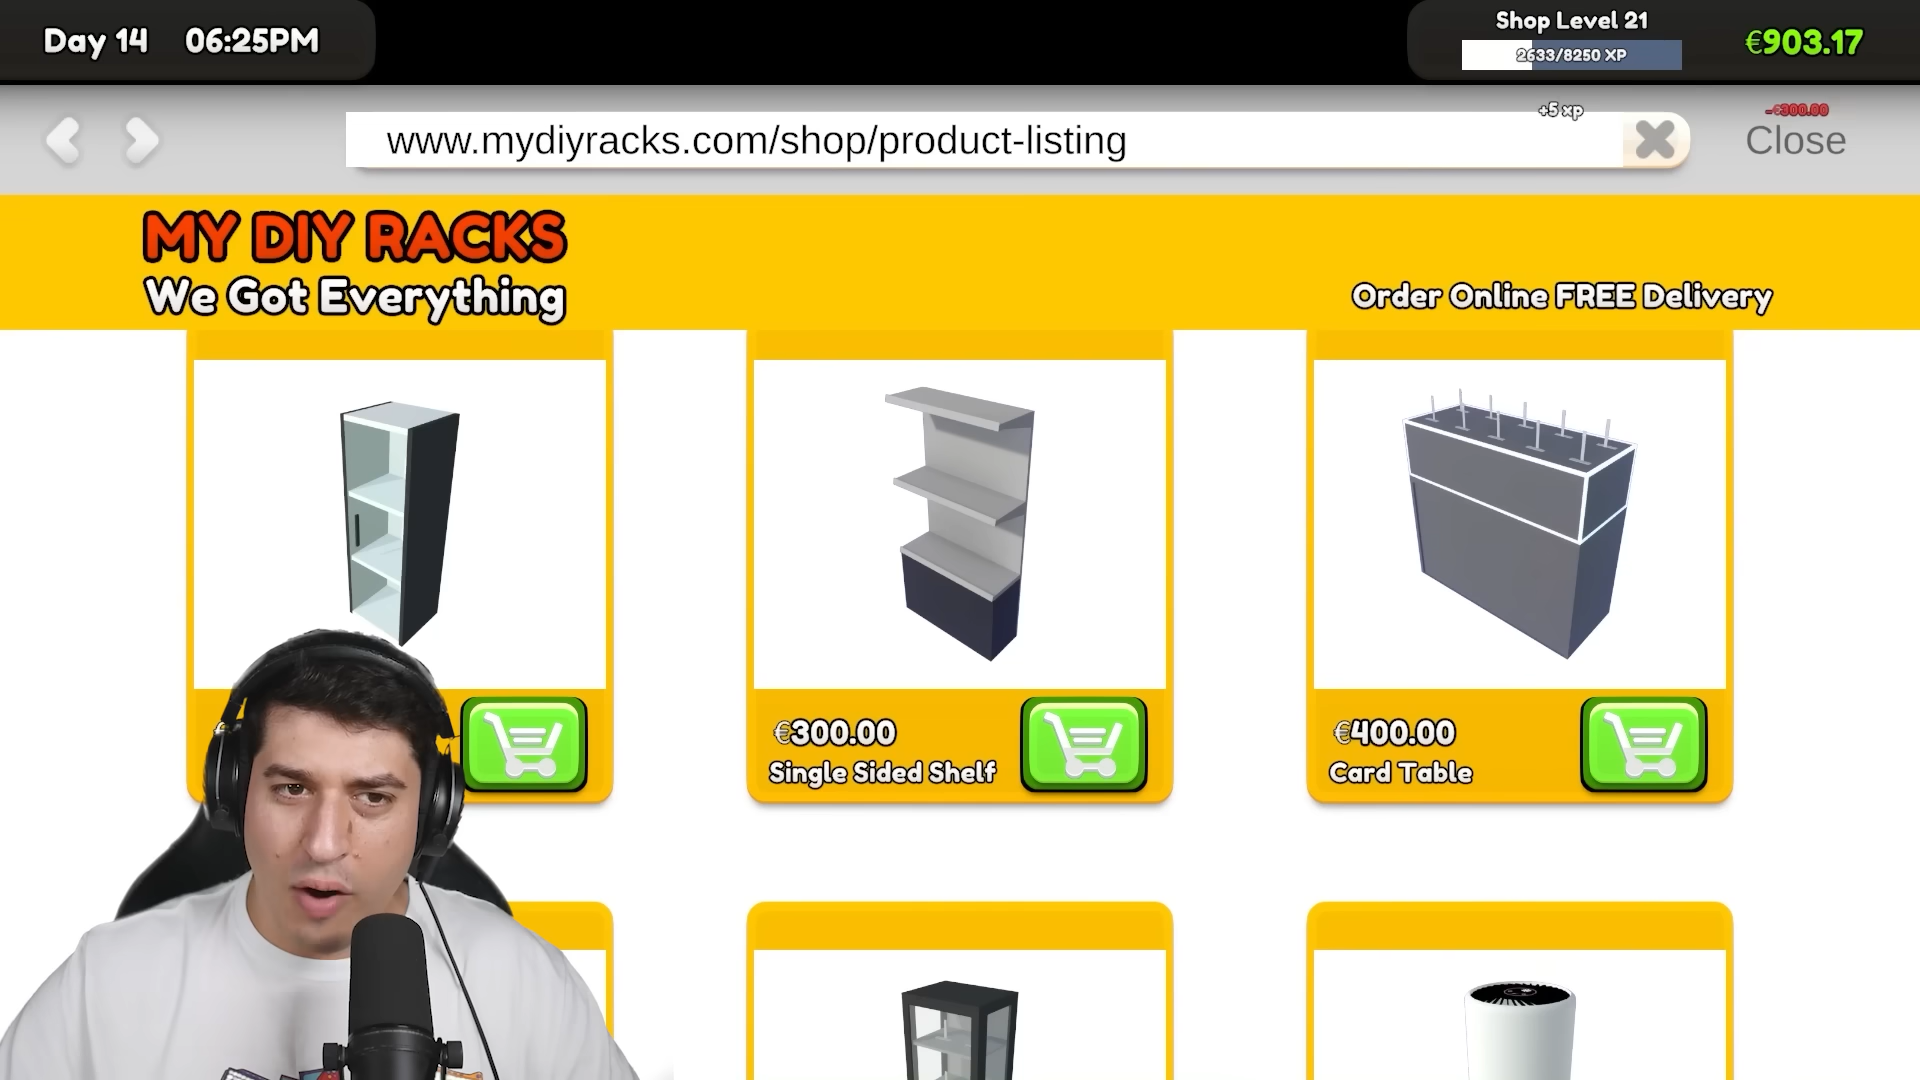 Day 14 06:25PM
Shop Level 21
2633/8250 XP
€903.17
+5 xp
-€300.00
www.mydiyracks.com/shop/product-listing
Close
MY DIY RACKS
We Got Everything
Order Online FREE Delivery
€300.00
Single Sided Shelf
€400.00
Card Table